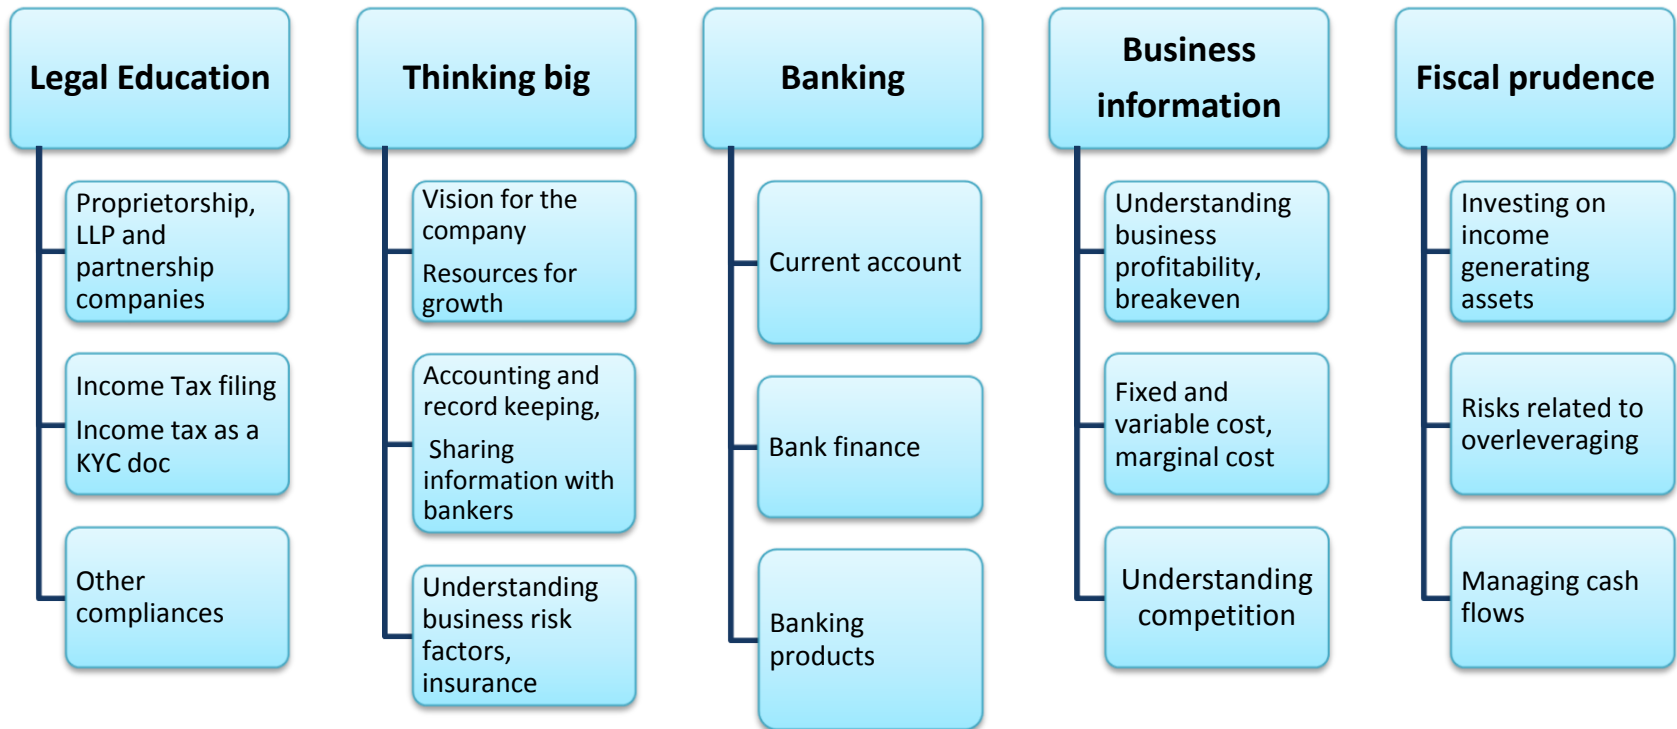 Legal Education
Proprietorship,
LLP and
partnership
companies
Income Tax filing
Income tax as a
KYC doc
Other
compliances
Thinking big
Vision for the
company
Resources for
growth
Accounting and
record keeping,
Sharing
information with
bankers
Understanding
business risk
factors,
insurance
Banking
Current account
Bank finance
Banking
products
Business
information
Understanding
business
profitability,
breakeven
Fixed and
variable cost,
marginal cost
Understanding
competition
Fiscal prudence
Investing on
income
generating
assets
Risks related to
overleveraging
Managing cash
flows